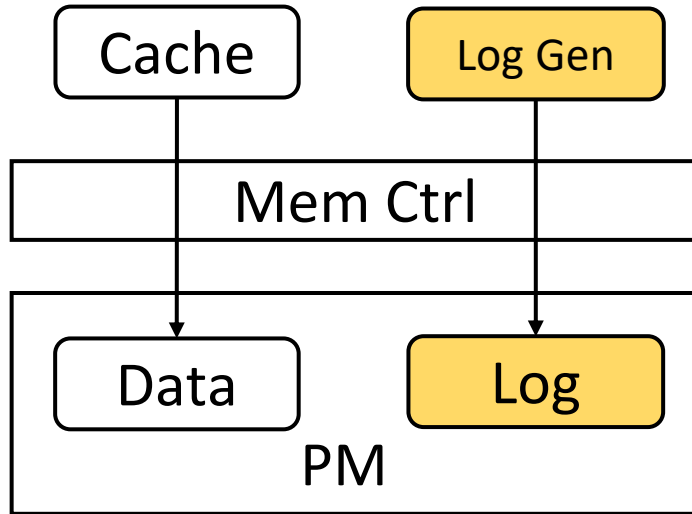 Cache
Log Gen
Mem Ctrl
Data
Log
PM